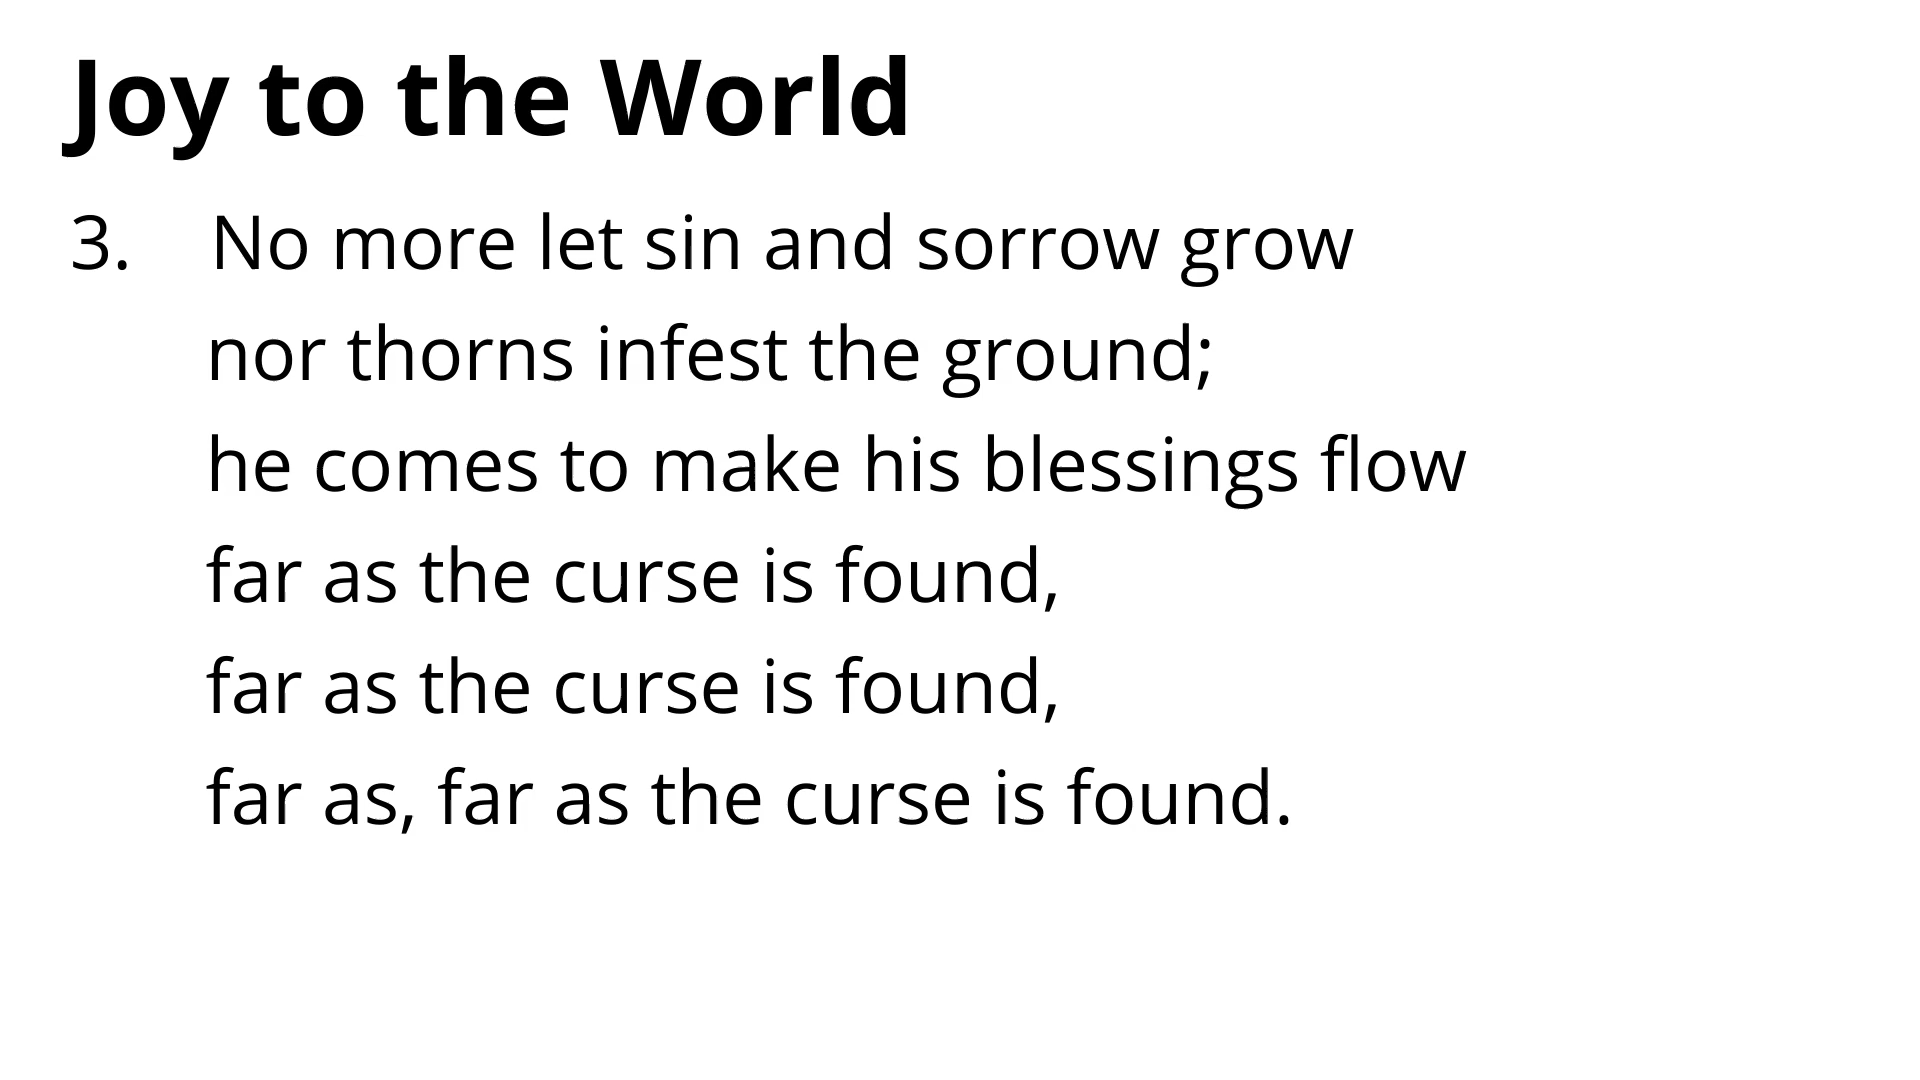 Joy to the World
3. No more let sin and sorrow grow
nor thorns infest the ground;
he comes to make his blessings flow
far as the curse is found,
far as the curse is found,
far as, far as the curse is found.